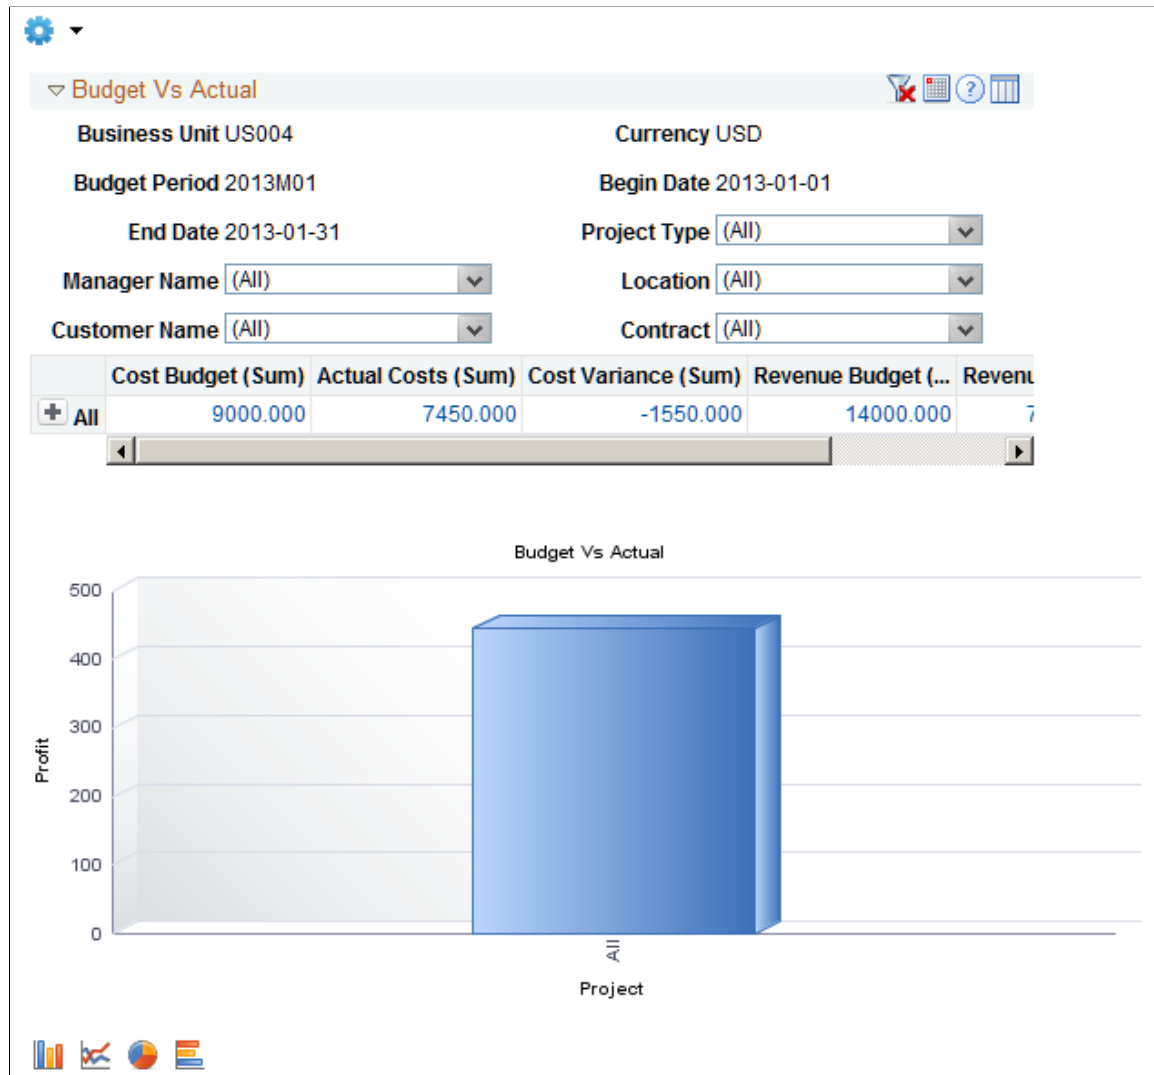 Budget Vs Actual
Business Unit US004 Currency USD
Budget Period 2013M01 Begin Date 2013-01-01
End Date 2013-01-31 Project Type (All)
Manager Name (All) Location (All)
Customer Name (All) Contract (All)
Cost Budget (Sum) Actual Costs (Sum) Cost Variance (Sum) Revenue Budget (... Revenu
All 9000.000 7450.000 -1550.000 14000.000 7
Budget Vs Actual
500
400
300
200
100
0
Profit
All
Project